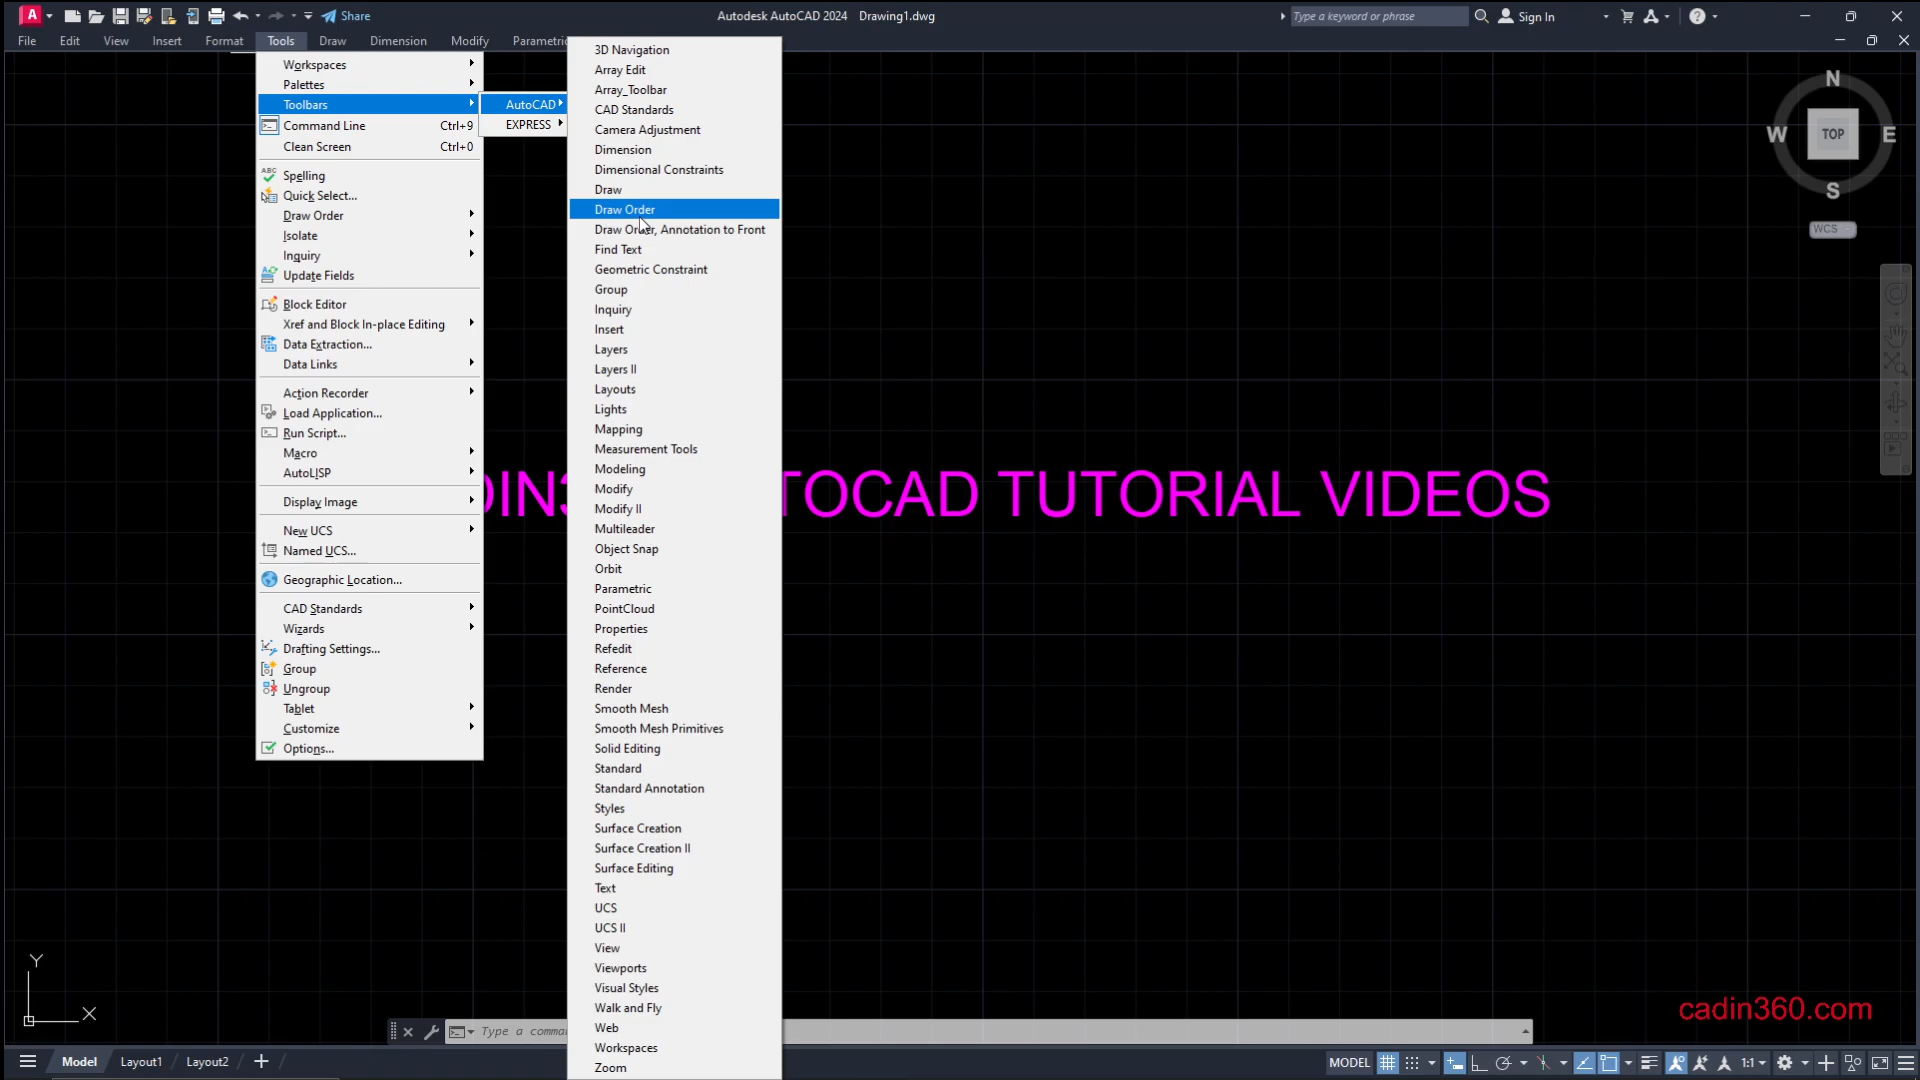 Share
Autodesk AutoCAD 2024 Drawing1.dwg
Type a keyword or phrase
Sign In
File Edit View Insert Format Tools Draw Dimension Modify Parametric
Workspaces
Palettes
Toolbars
Command Line Ctrl+9
Clean Screen Ctrl+0
Spelling
Quick Select...
Draw Order
Isolate
Inquiry
Update Fields
Block Editor
Xref and Block In-place Editing
Data Extraction...
Data Links
Action Recorder
Load Application...
Run Script...
Macro
AutoLISP
Display Image
New UCS
Named UCS...
Geographic Location...
CAD Standards
Wizards
Drafting Settings...
Group
Ungroup
Tablet
Customize
Options...
AutoCAD
EXPRESS
3D Navigation
Array Edit
Array_Toolbar
CAD Standards
Camera Adjustment
Dimension
Dimensional Constraints
Draw
Draw Order
Draw Order, Annotation to Front
Find Text
Geometric Constraint
Group
Inquiry
Insert
Layers
Layers II
Layouts
Lights
Mapping
Measurement Tools
Modeling
Modify
Modify II
Multileader
Object Snap
Orbit
Parametric
PointCloud
Properties
Refedit
Reference
Render
Smooth Mesh
Smooth Mesh Primitives
Solid Editing
Standard
Standard Annotation
Styles
Surface Creation
Surface Creation II
Surface Editing
Text
UCS
UCS II
View
Viewports
Visual Styles
Walk and Fly
Web
Workspaces
Zoom
N
W TOP E
S
WCS
TOCAD TUTORIAL VIDEOS
Y
X
cadin360.com
Type a comma
Model Layout1 Layout2
MODEL 1:1